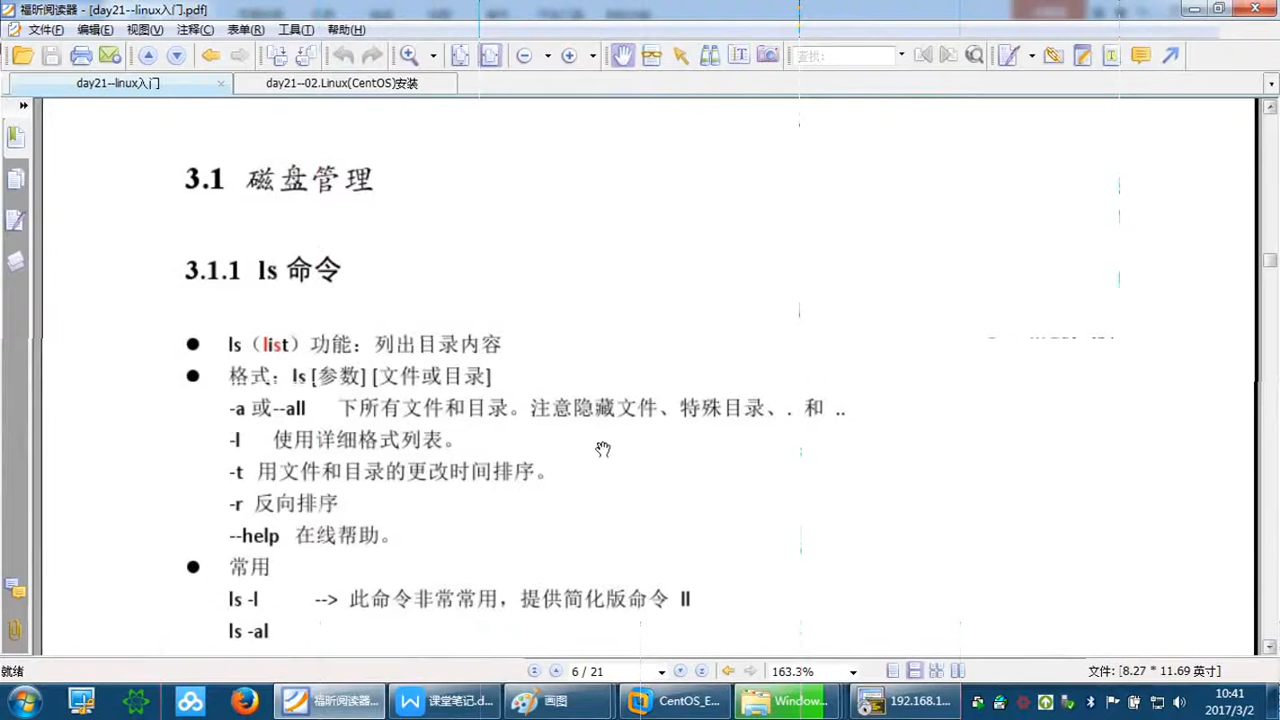 福昕阅读器 - [day21--linux入门.pdf]
文件(F) 编辑(E) 视图(V) 注释(C) 表单(R) 工具(T) 帮助(H)
查找:
day21--linux入门 day21--02.Linux(CentOS)安装
3.1 磁盘管理
3.1.1 ls 命令
ls（list）功能：列出目录内容
格式：ls [参数] [文件或目录]
-a 或--all 下所有文件和目录。注意隐藏文件、特殊目录、. 和 ..
-l 使用详细格式列表。
-t 用文件和目录的更改时间排序。
-r 反向排序
--help 在线帮助。
常用
ls -l --> 此命令非常常用，提供简化版命令 ll
ls -al
就绪 6 / 21 163.3% 文件: [8.27 * 11.69 英寸]
福昕阅读器... 课堂笔记.d... 画图 CentOS_E... Window... 192.168.1... 10:41
2017/3/2